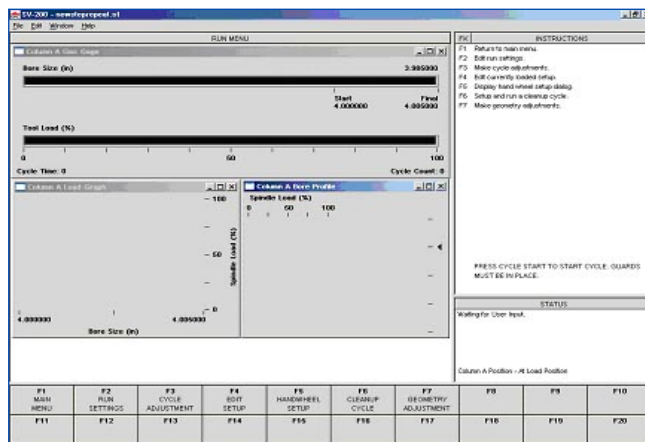 SV-200 - newsteprepeat.st
File Edit Window Help
RUN MENU
Column A Size Gage
Bore Size (in)
3.985000
Start Final
4.000000 4.005000
Tool Load (%)
0 50 100
Cycle Time: 0 Cycle Count: 0
Column A Load Graph
100
50
0
Spindle Load (%)
4.000000 4.005000
Bore Size (in)
Column A Bore Profile
Spindle Load (%)
0 50 100
FX INSTRUCTIONS
F1 Return to main menu.
F2 Edit run settings.
F3 Make cycle adjustments.
F4 Edit currently loaded setup.
F5 Display hand wheel setup dialog.
F6 Setup and run a cleanup cycle.
F7 Make geometry adjustments.
PRESS CYCLE START TO START CYCLE. GUARDS
MUST BE IN PLACE.
STATUS
Waiting for User Input.
Column A Position - At Load Position
F1 F2 F3 F4 F5 F6 F7 F8 F9 F10
MAIN RUN CYCLE EDIT HANDWHEEL CLEANUP GEOMETRY
MENU SETTINGS ADJUSTMENT SETUP SETUP CYCLE ADJUSTMENT
F11 F12 F13 F14 F15 F16 F17 F18 F19 F20